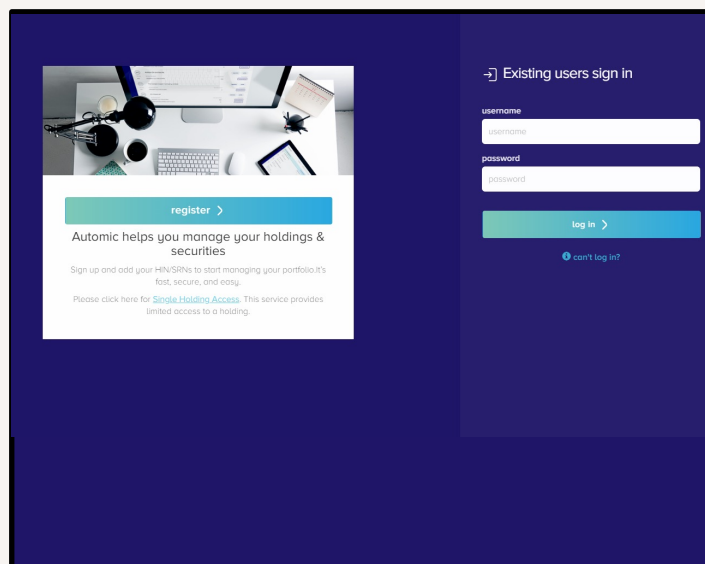 register
Automic helps you manage your holdings &
securities
Sign up and add your HIN/SRNs to start managing your portfolio.It's
fast, secure, and easy.
Please click here for Single Holding Access. This service provides
limited access to a holding.
Existing users sign in
username
username
password
password
log in
can't log in?